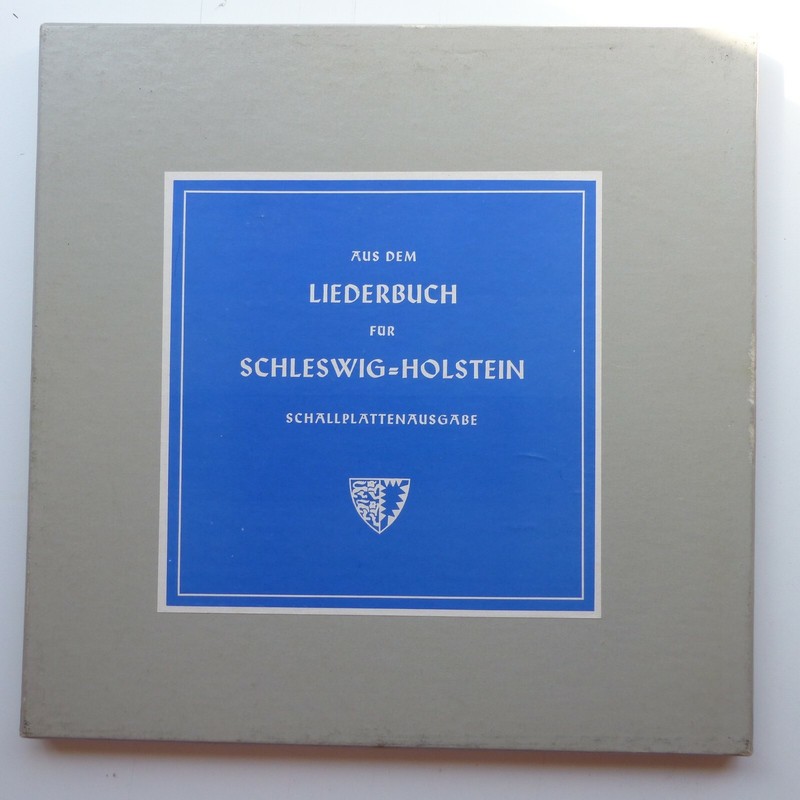 AUS DEM
LIEDERBUCH
FÜR
SCHLESWIG=HOLSTEIN
SCHALLPLATTENAUSGABE